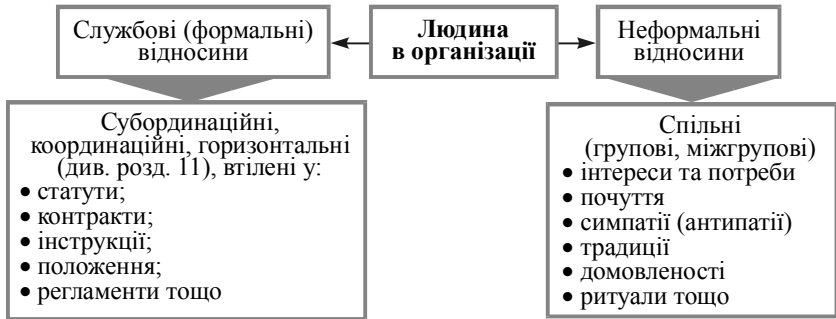 Службові (формальні)
відносини
Людина
в організації
Неформальні
відносини
Субординаційні,
координаційні, горизонтальні
(див. розд. 11), втілені у:
• статути;
• контракти;
• інструкції;
• положення;
• регламенти тощо
Спільні
(групові, міжгрупові)
• інтереси та потреби
• почуття
• симпатії (антипатії)
• традиції
• домовленості
• ритуали тощо